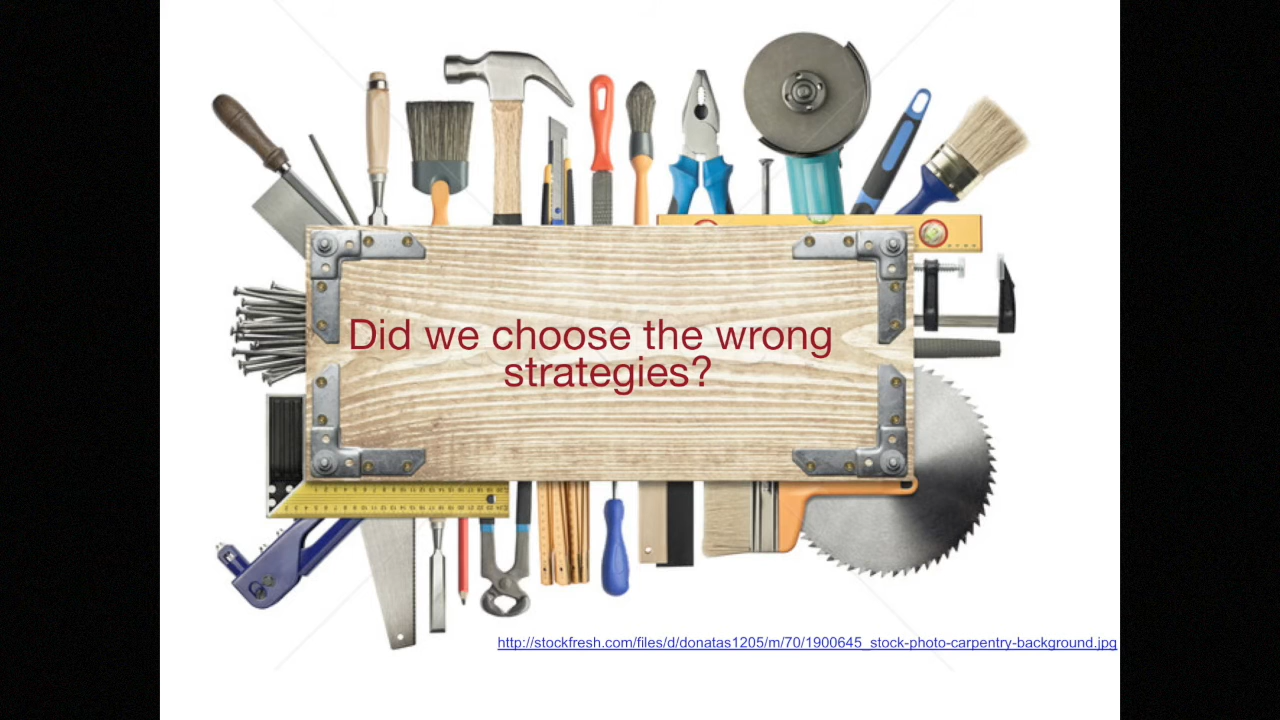 Did we choose the wrong
strategies?
http://stockfresh.com/files/d/donatas1205/m/70/1900645_stock-photo-carpentry-background.jpg